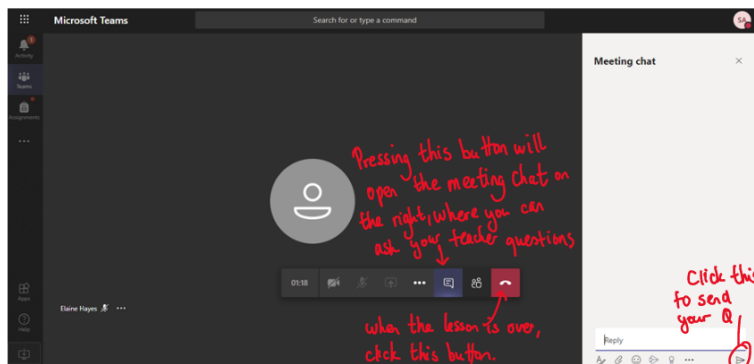 Microsoft Teams
Search for or type a command
SA
1
Activity
Teams
Assignments
Meeting chat
Pressing this button will
open the meeting chat on
the right, where you can
ask your teacher questions
01:18
Elaine Hayes
when the lesson is over,
click this button.
Click this
to send
your Q
Reply
Apps
Help